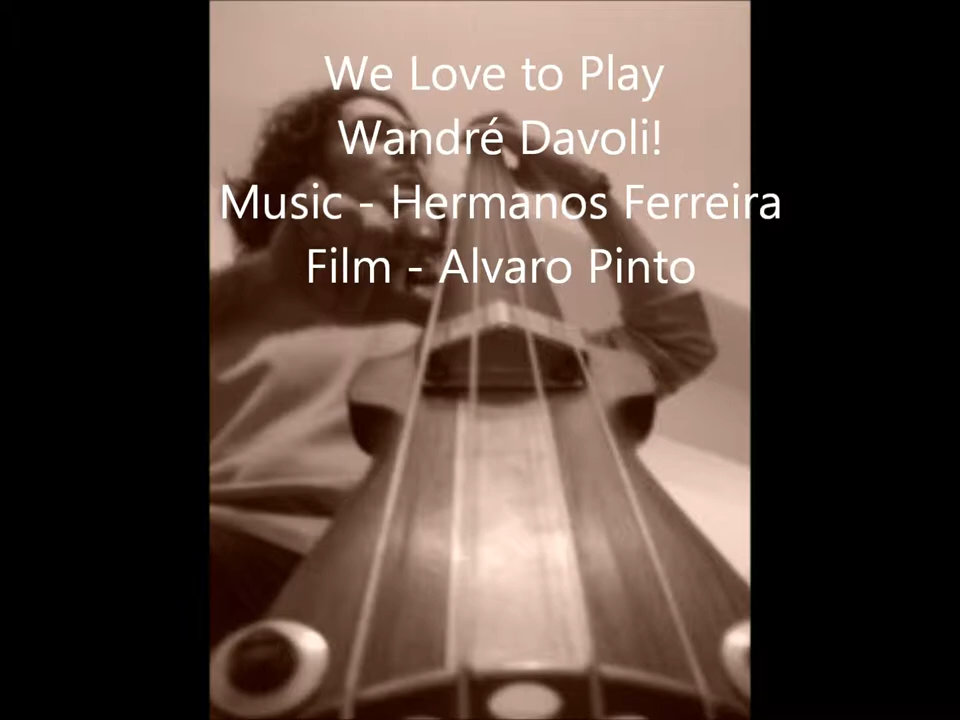 We Love to Play
Wandré Davoli!
Music - Hermanos Ferreira
Film - Alvaro Pinto